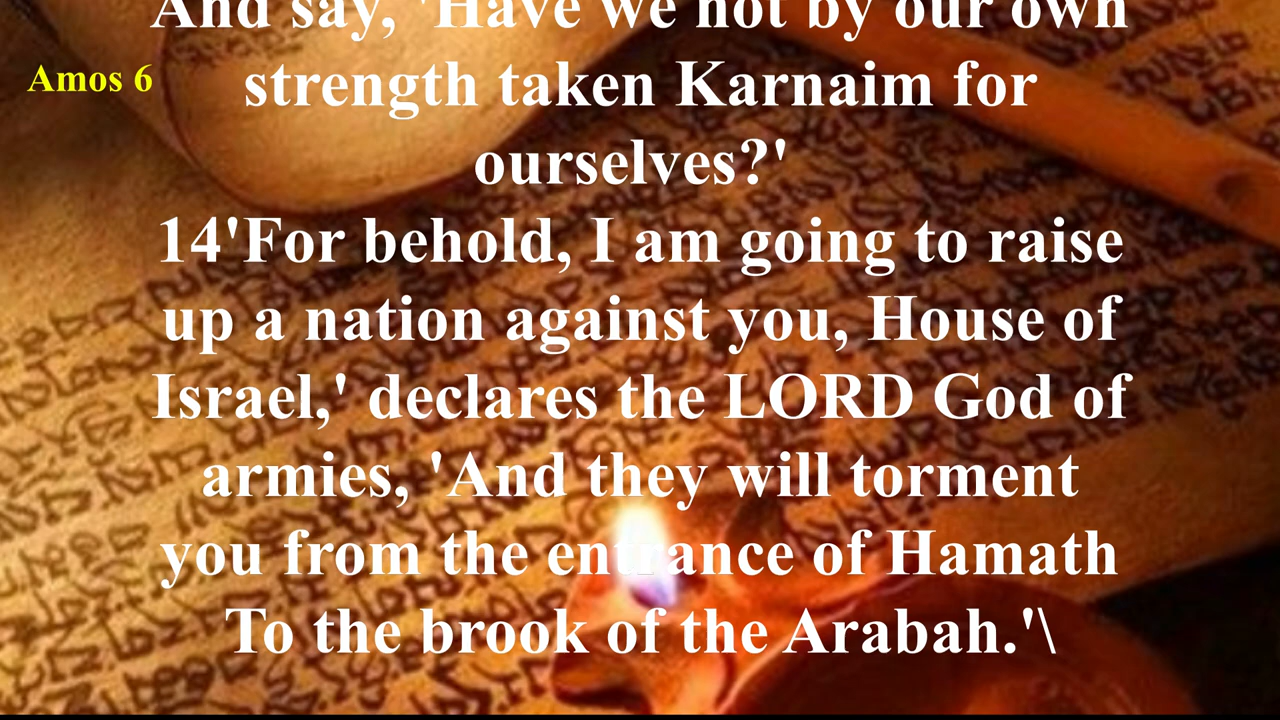 And say, 'Have we not by our own
Amos 6
strength taken Karnaim for
ourselves?'
14'For behold, I am going to raise
up a nation against you, House of
Israel,' declares the LORD God of
armies, 'And they will torment
you from the entrance of Hamath
To the brook of the Arabah.'\